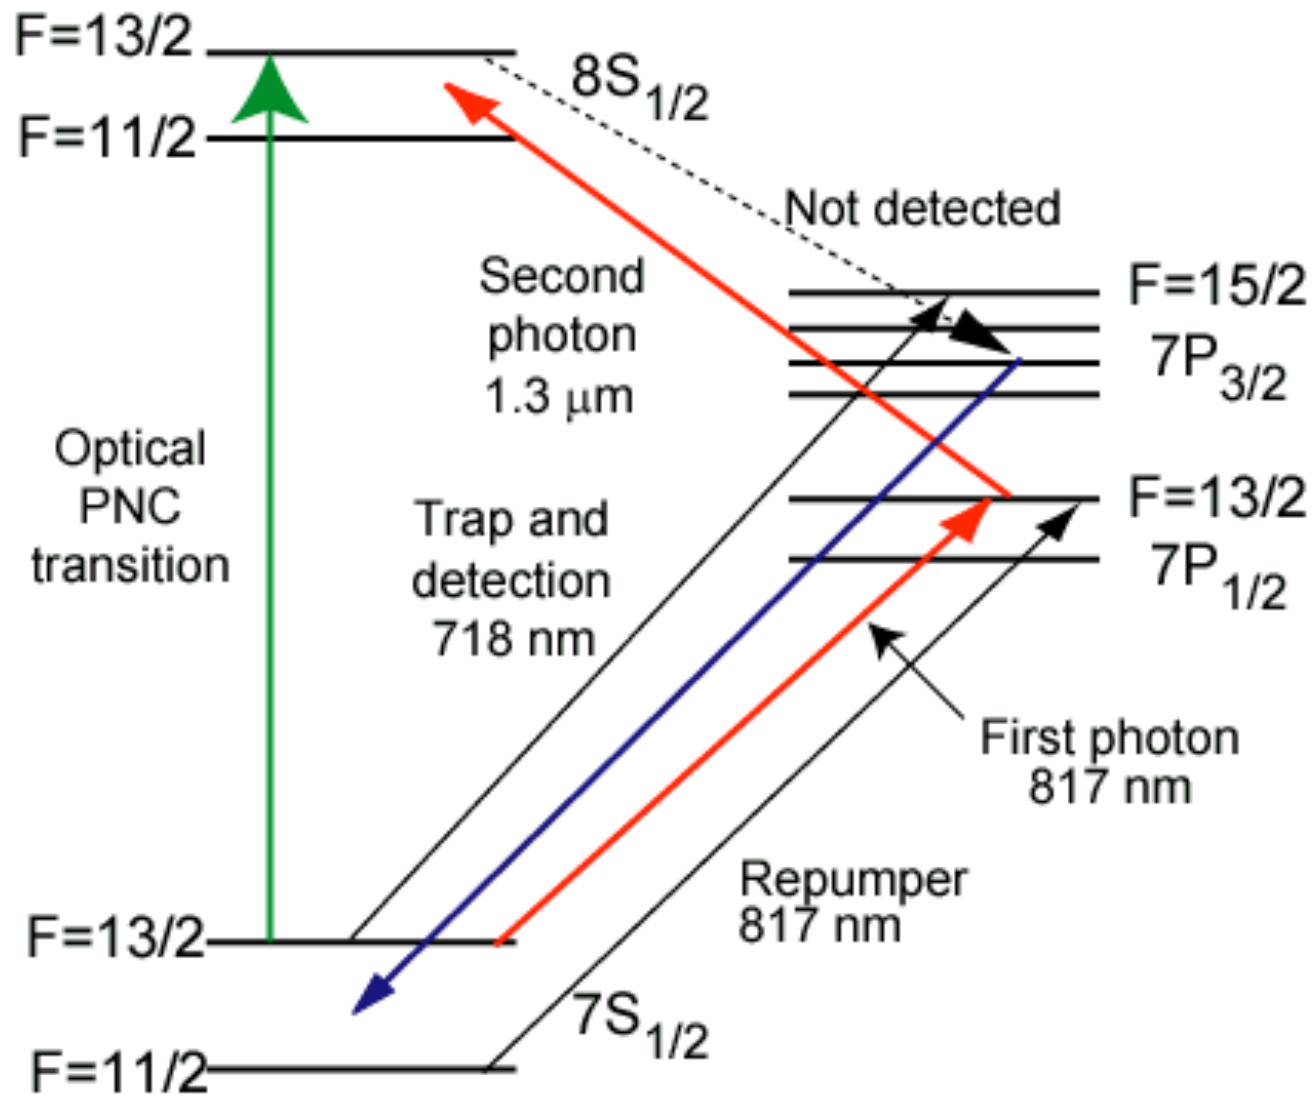 F=13/2
8S1/2
F=11/2
Not detected
Second
photon
1.3 μm
F=15/2
7P3/2
Optical
PNC
transition
Trap and
detection
718 nm
F=13/2
7P1/2
First photon
817 nm
Repumper
817 nm
F=13/2
7S1/2
F=11/2